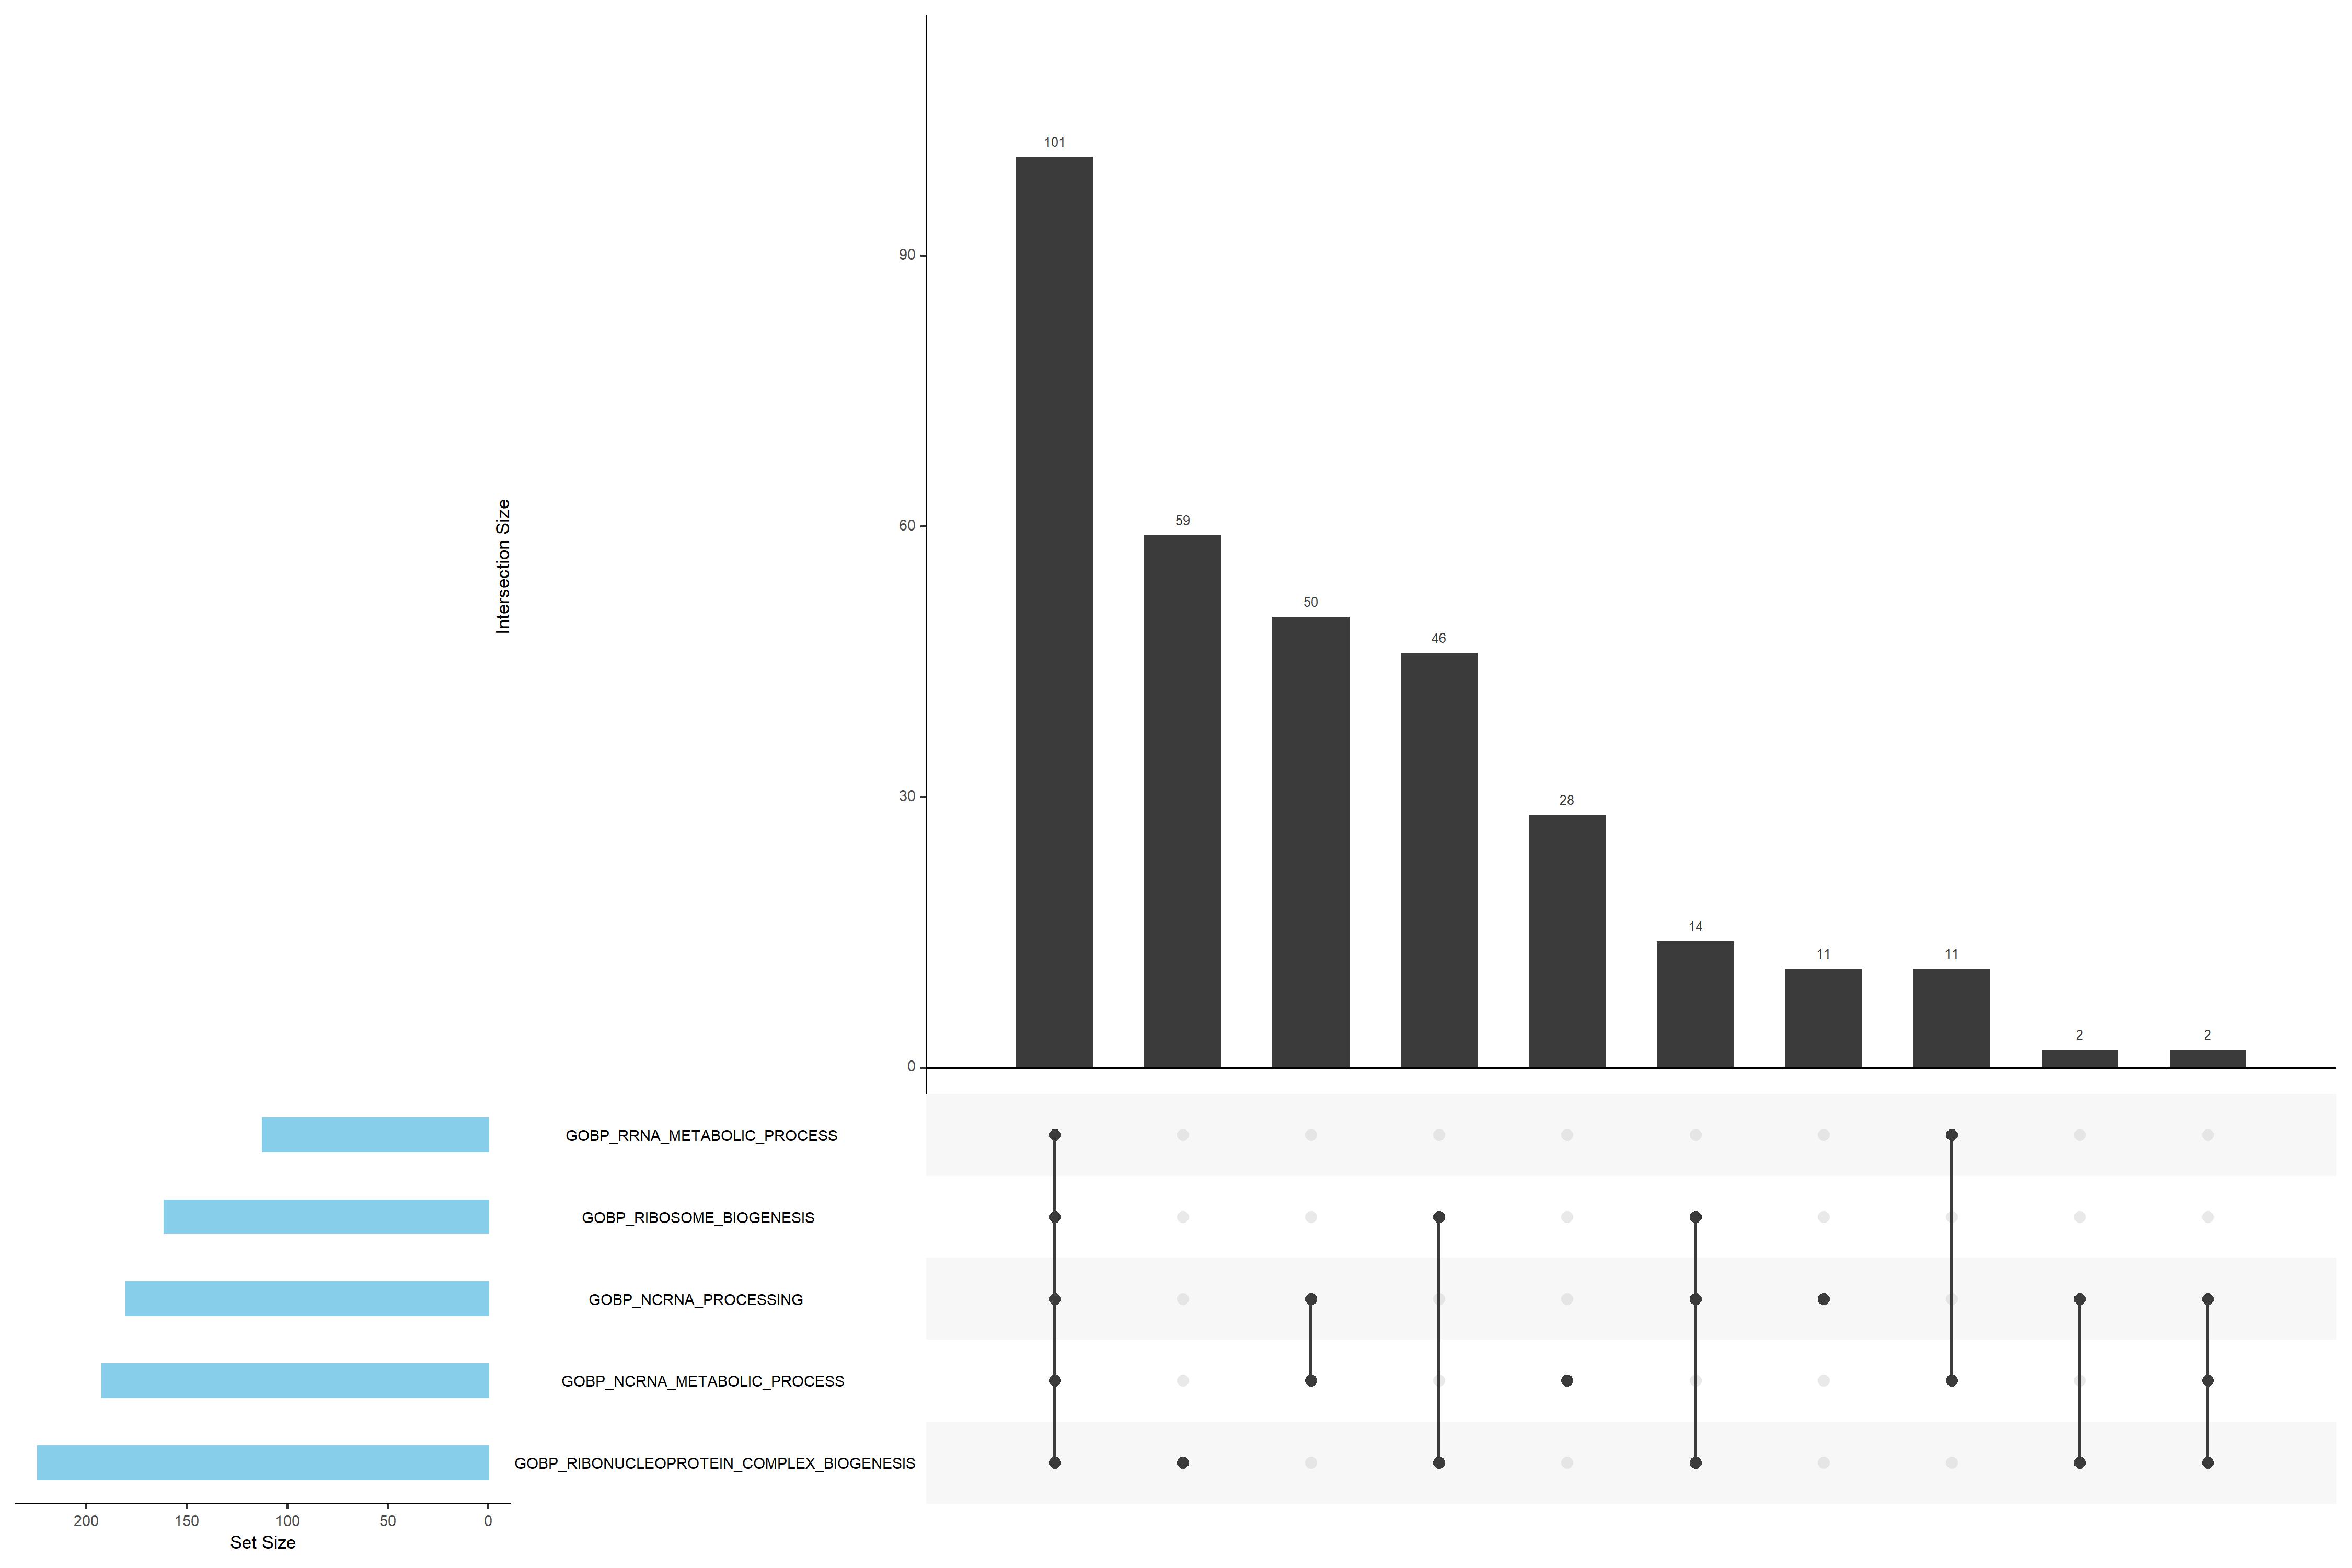 101
90
59
60
50
46
Intersection Size
30
28
14
11
11
2
2
0
GOBP_RRNA_METABOLIC_PROCESS
GOBP_RIBOSOME_BIOGENESIS
GOBP_NCRNA_PROCESSING
GOBP_NCRNA_METABOLIC_PROCESS
GOBP_RIBONUCLEOPROTEIN_COMPLEX_BIOGENESIS
200 150 100 50 0
Set Size